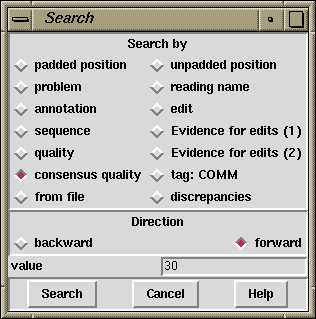 Search
Search by
padded position unpadded position
problem reading name
annotation edit
sequence Evidence for edits (1)
quality Evidence for edits (2)
consensus quality tag: COMM
from file discrepancies
Direction
backward forward
value 30
Search Cancel Help